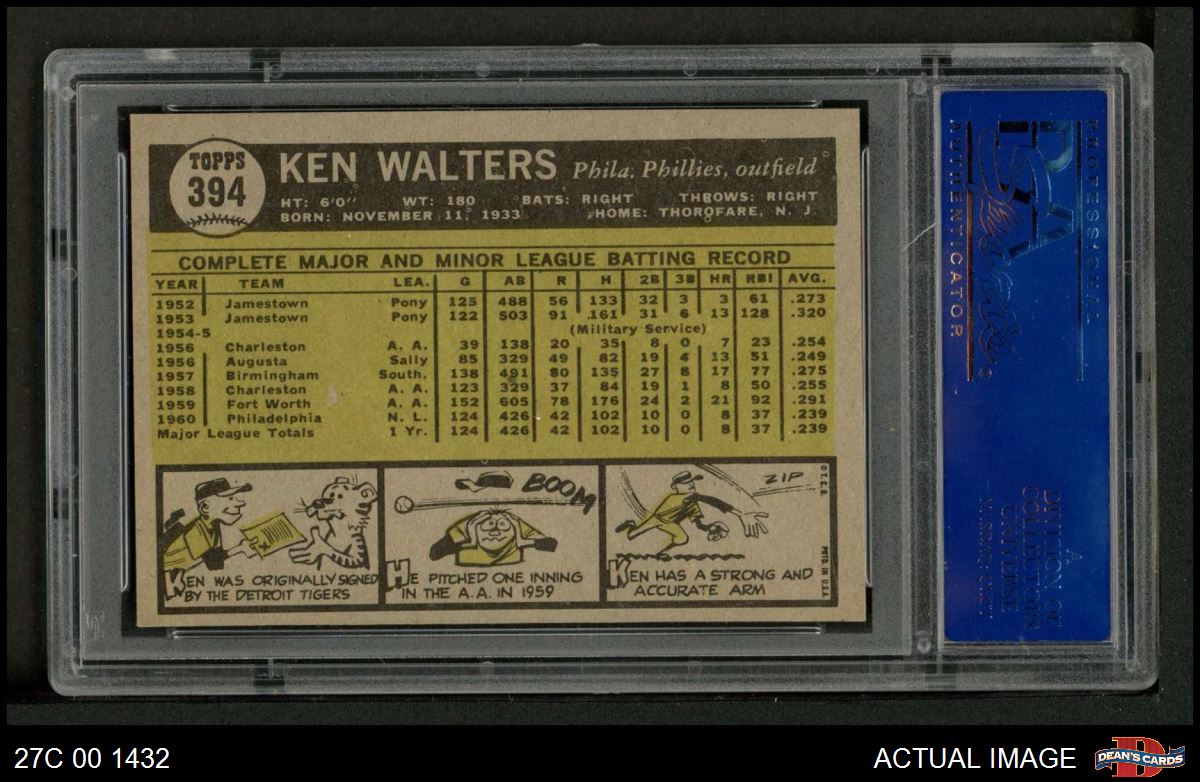 TOPPS
394
KEN WALTERS Phila. Phillies, outfield
HT: 6'0" WT: 180 BATS: RIGHT THROWS: RIGHT
BORN: NOVEMBER 11, 1933 HOME: THOROFARE, N. J.
COMPLETE MAJOR AND MINOR LEAGUE BATTING RECORD
YEAR TEAM LEA. G AB R H 2B 3B HR RBI AVG.
1952 Jamestown Pony 125 488 56 133 32 3 3 61 .273
1953 Jamestown Pony 122 503 91 .161 31 6 13 128 .320
1954-5 (Military Service)
1956 Charleston A. A. 39 138 20 35 8 0 7 23 .254
1956 Augusta Sally 85 329 49 82 19 4 13 51 .249
1957 Birmingham South. 138 491 80 135 27 8 17 77 .275
1958 Charleston A. A. 123 329 37 84 19 1 8 50 .255
1959 Fort Worth A. A. 152 605 78 176 24 2 21 92 .291
1960 Philadelphia N. L. 124 426 42 102 10 0 8 37 .239
Major League Totals 1 Yr. 124 426 42 102 10 0 8 37 .239
KEN WAS ORIGINALLY SIGNED
BY THE DETROIT TIGERS
BOOM
HE PITCHED ONE INNING
IN THE A.A. IN 1959
ZIP
KEN HAS A STRONG AND
ACCURATE ARM
© T.C.G.
PRTD. IN U.S.A.
PROFESSIONAL
PSA
Sports
AUTHENTICATOR
A
DIVISION OF
COLLECTORS
UNIVERSE
NASDAQ: CLCT
27C 00 1432
ACTUAL IMAGE
D
DEAN'S CARDS